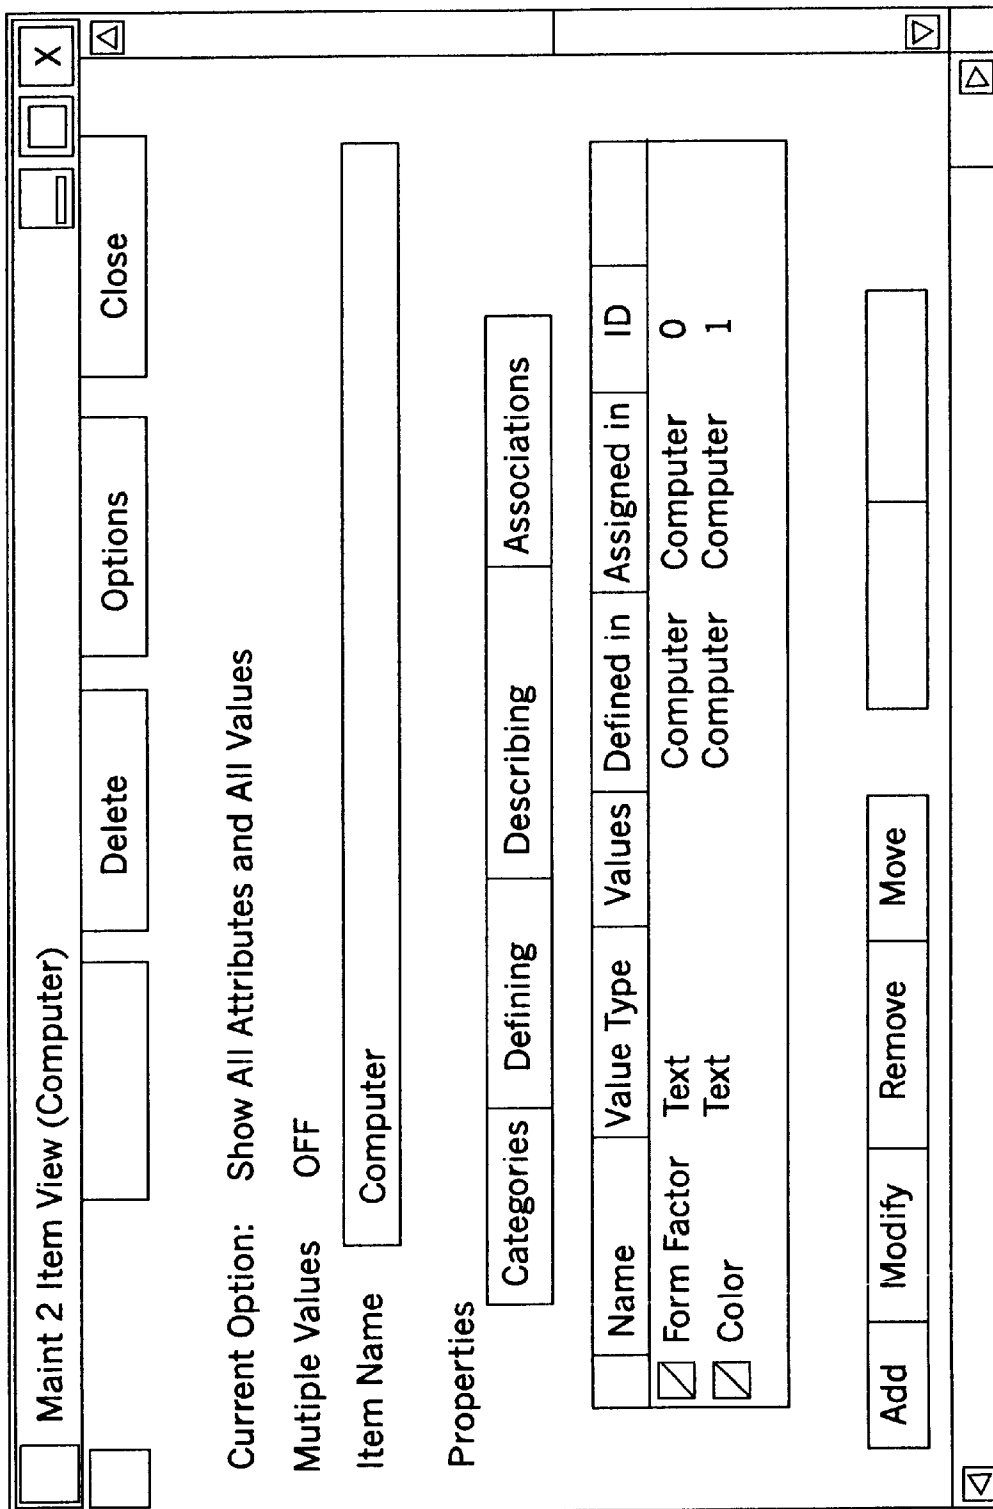 Maint 2 Item View (Computer) X
Delete Options Close
Current Option: Show All Attributes and All Values
Mutiple Values OFF
Item Name Computer
Properties
Categories Defining Describing Associations
Name Value Type Values Defined in Assigned in ID
Form Factor Text Computer Computer 0
Color Text Computer Computer 1
Add Modify Remove Move